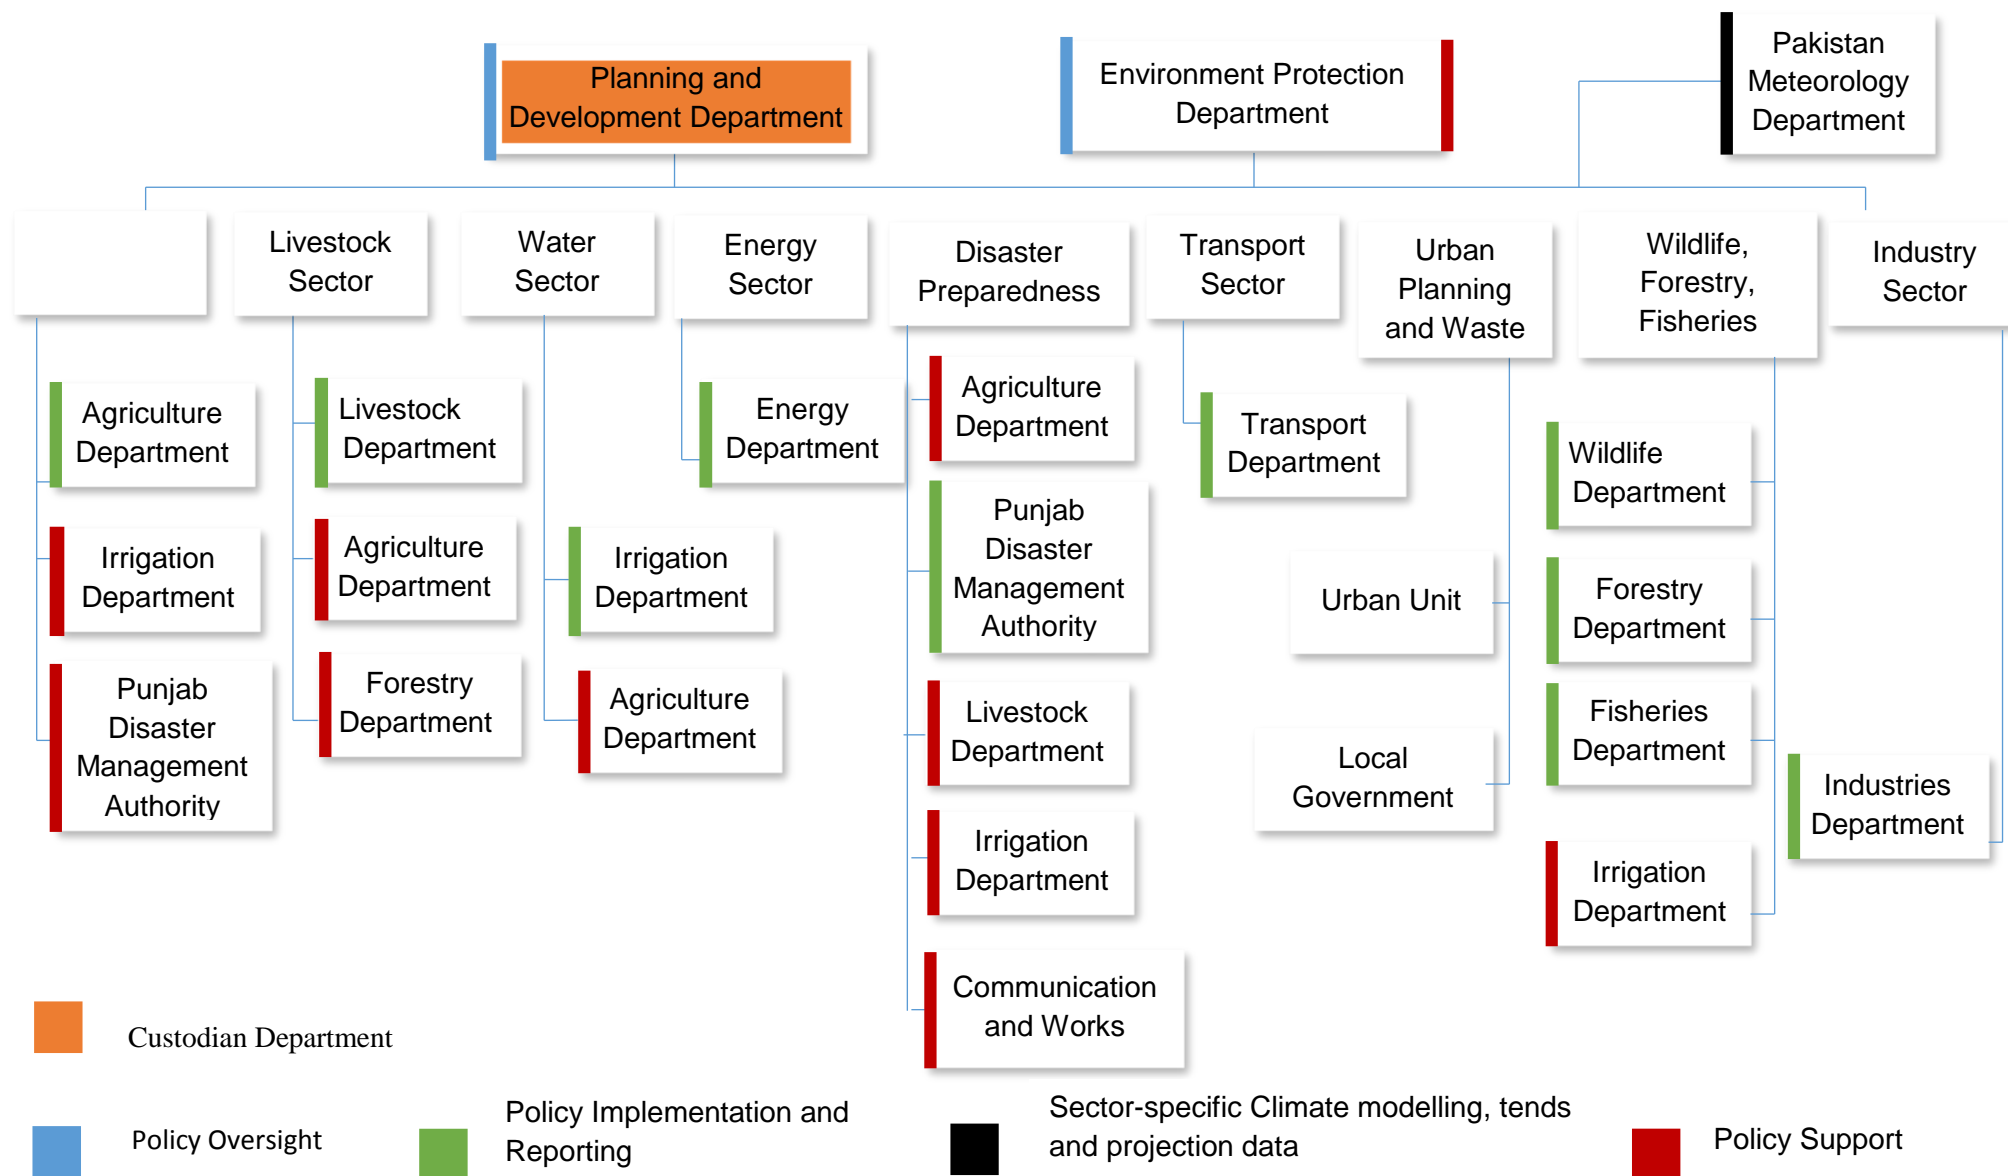 Planning and
Development Department
Environment Protection
Department
Pakistan
Meteorology
Department
Livestock
Sector
Water
Sector
Energy
Sector
Disaster
Preparedness
Transport
Sector
Urban
Planning
and Waste
Wildlife,
Forestry,
Fisheries
Industry
Sector
Agriculture
Department
Irrigation
Department
Punjab
Disaster
Management
Authority
Livestock
Department
Agriculture
Department
Forestry
Department
Irrigation
Department
Agriculture
Department
Energy
Department
Agriculture
Department
Punjab
Disaster
Management
Authority
Livestock
Department
Irrigation
Department
Communication
and Works
Transport
Department
Urban Unit
Local
Government
Wildlife
Department
Forestry
Department
Fisheries
Department
Irrigation
Department
Industries
Department
Custodian Department
Policy Oversight
Policy Implementation and
Reporting
Sector-specific Climate modelling, tends
and projection data
Policy Support